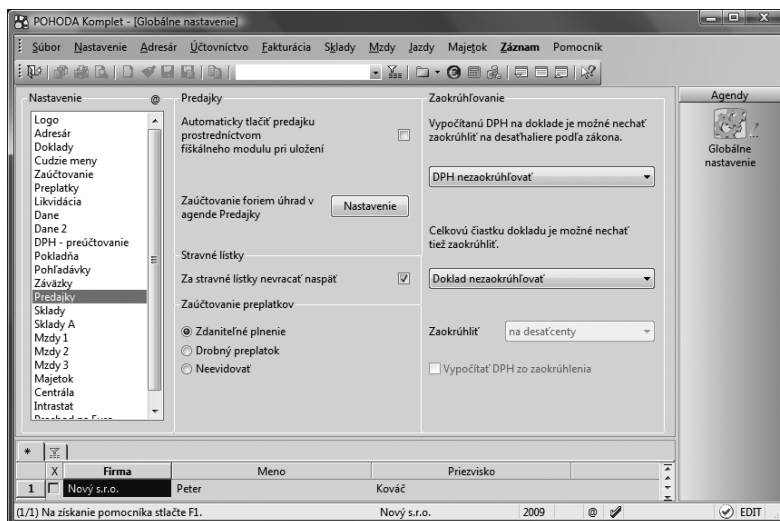 POHODA Komplet - [Globálne nastavenie]
Súbor Nastavenie Adresár Účtovníctvo Fakturácia Sklady Mzdy Jazdy Majetok Záznam Pomocník
Nastavenie @
Logo
Adresár
Doklady
Cudzie meny
Zaúčtovanie
Preplatky
Likvidácia
Dane
Dane 2
DPH - preúčtovanie
Pokladňa
Pohľadávky
Záväzky
Predajky
Sklady
Sklady A
Mzdy 1
Mzdy 2
Mzdy 3
Majetok
Centrála
Intrastat
Predajky
Automaticky tlačiť predajku
prostredníctvom
fiškálneho modulu pri uložení
Zaúčtovanie foriem úhrad v
agende Predajky
Nastavenie
Stravné lístky
Za stravné lístky nevracať naspäť
Zaúčtovanie preplatkov
Zdaniteľné plnenie
Drobný preplatok
Neevidovať
Zaokrúhľovanie
Vypočítanú DPH na doklade je možné nechať
zaokrúhliť na desaťhaliere podľa zákona.
DPH nezaokrúhľovať
Celkovú čiastku dokladu je možné nechať
tiež zaokrúhliť.
Doklad nezaokrúhľovať
Zaokrúhliť na desaťcenty
Vypočítať DPH zo zaokrúhlenia
Agendy
Globálne
nastavenie
*
X Firma Meno Priezvisko
1 Nový s.r.o. Peter Kováč
(1/1) Na získanie pomocníka stlačte F1. Nový s.r.o. 2009 @ EDIT